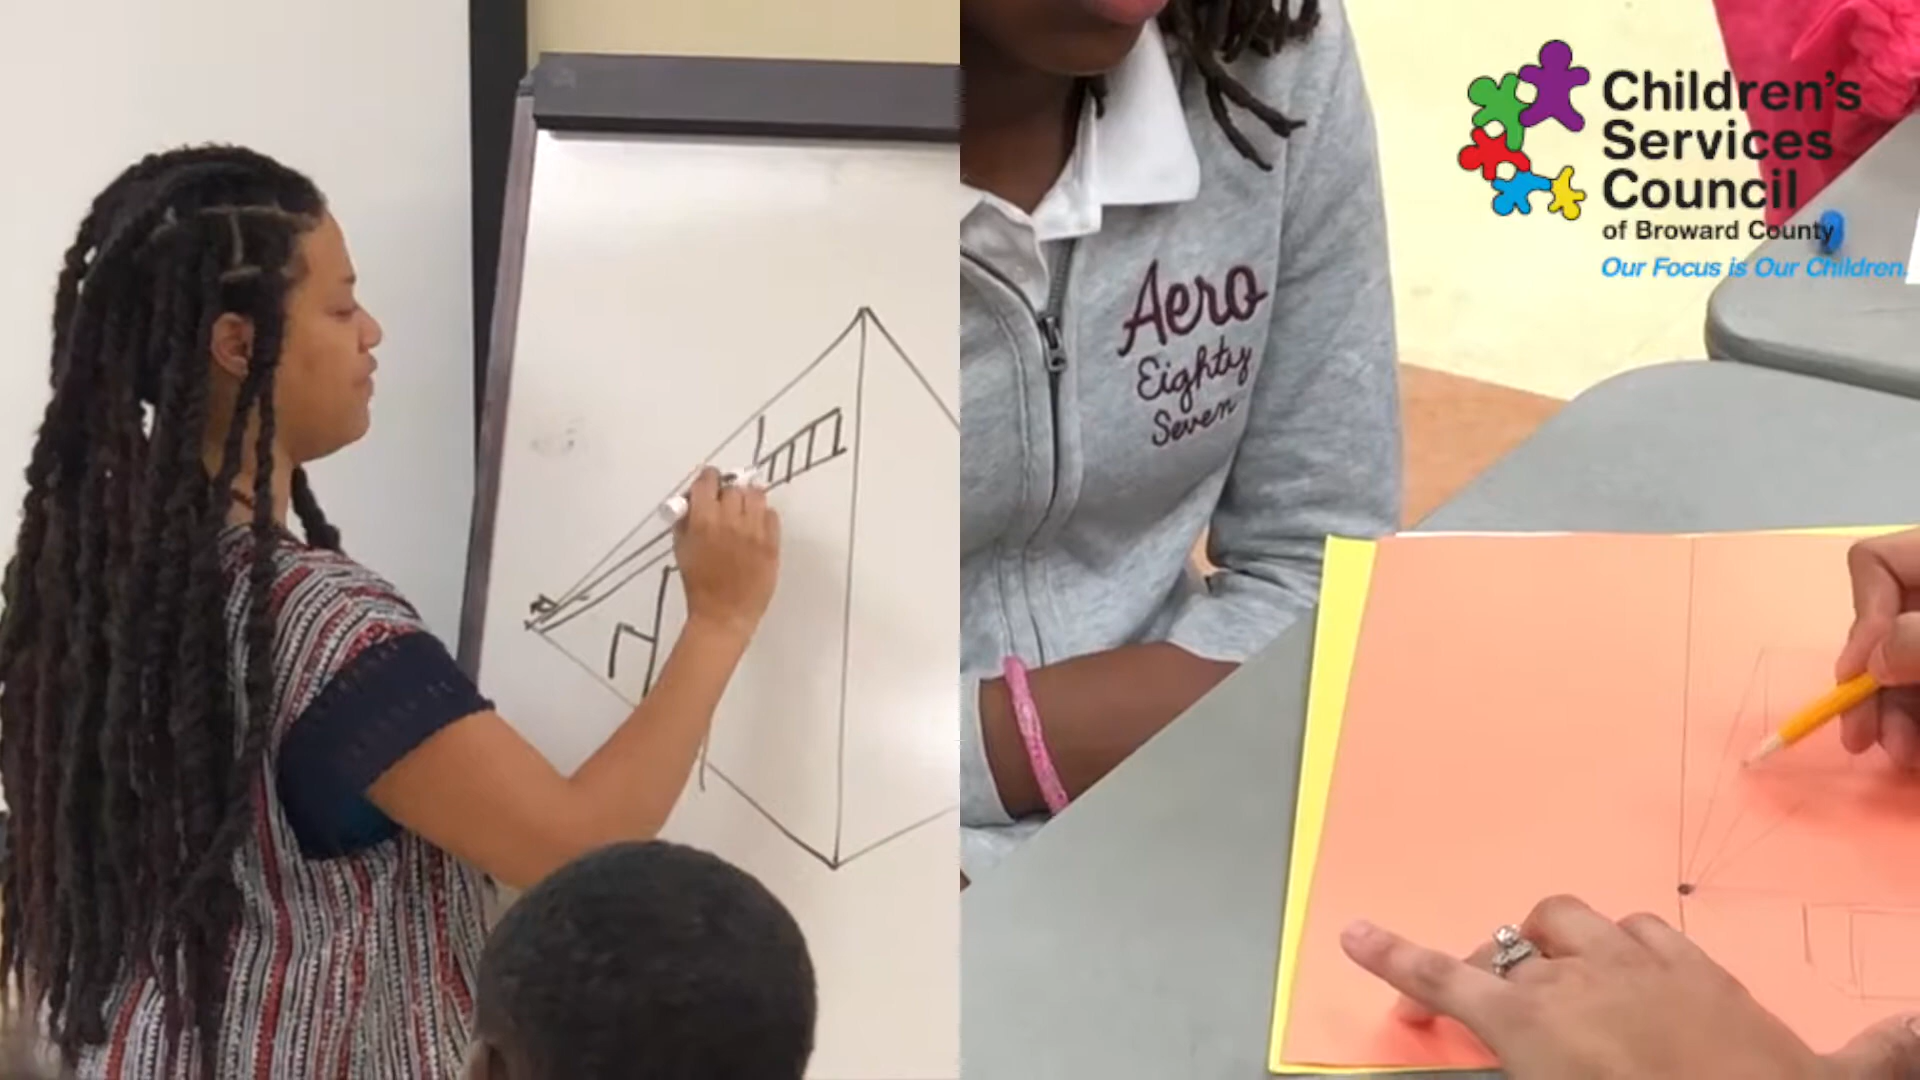 Children's
Services
Council
of Broward County
Our Focus is Our Children.
Aero
Eighty
Seven